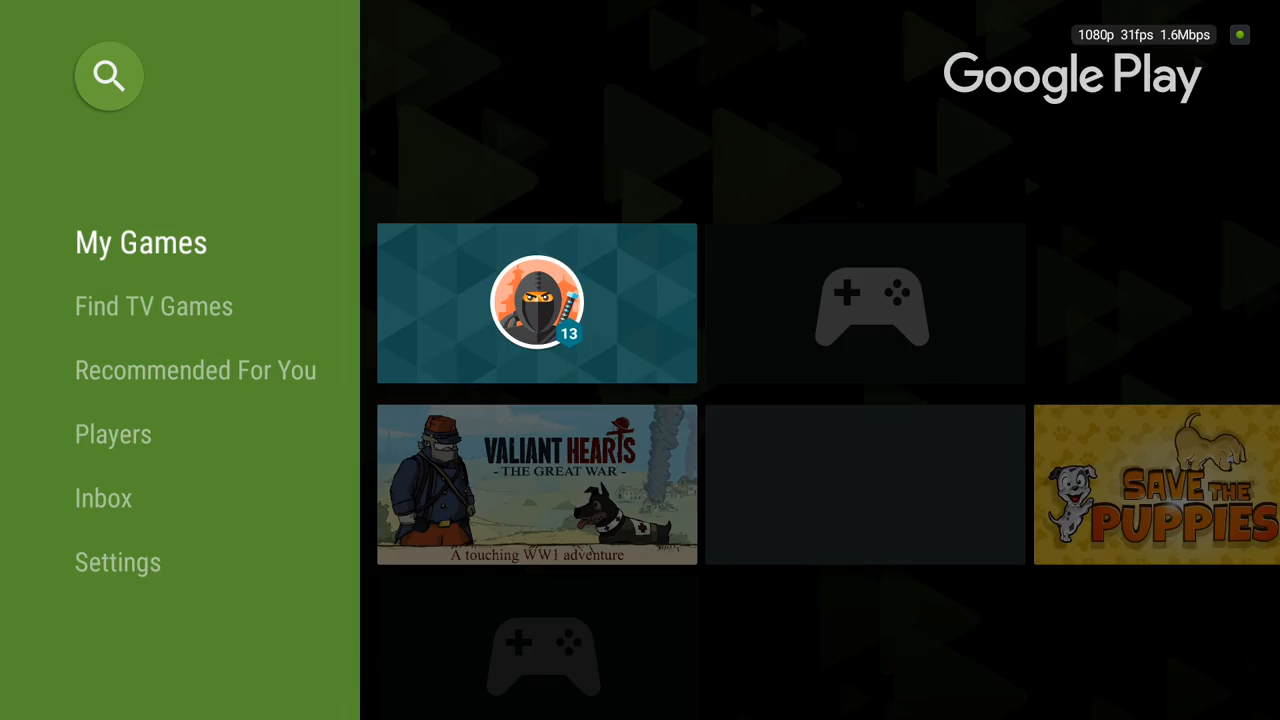 1080p 31fps 1.6Mbps
Google Play
My Games
Find TV Games
Recommended For You
Players
Inbox
Settings
13
VALIANT HEARTS
- THE GREAT WAR -
A touching WW1 adventure
SAVE THE
PUPPIES